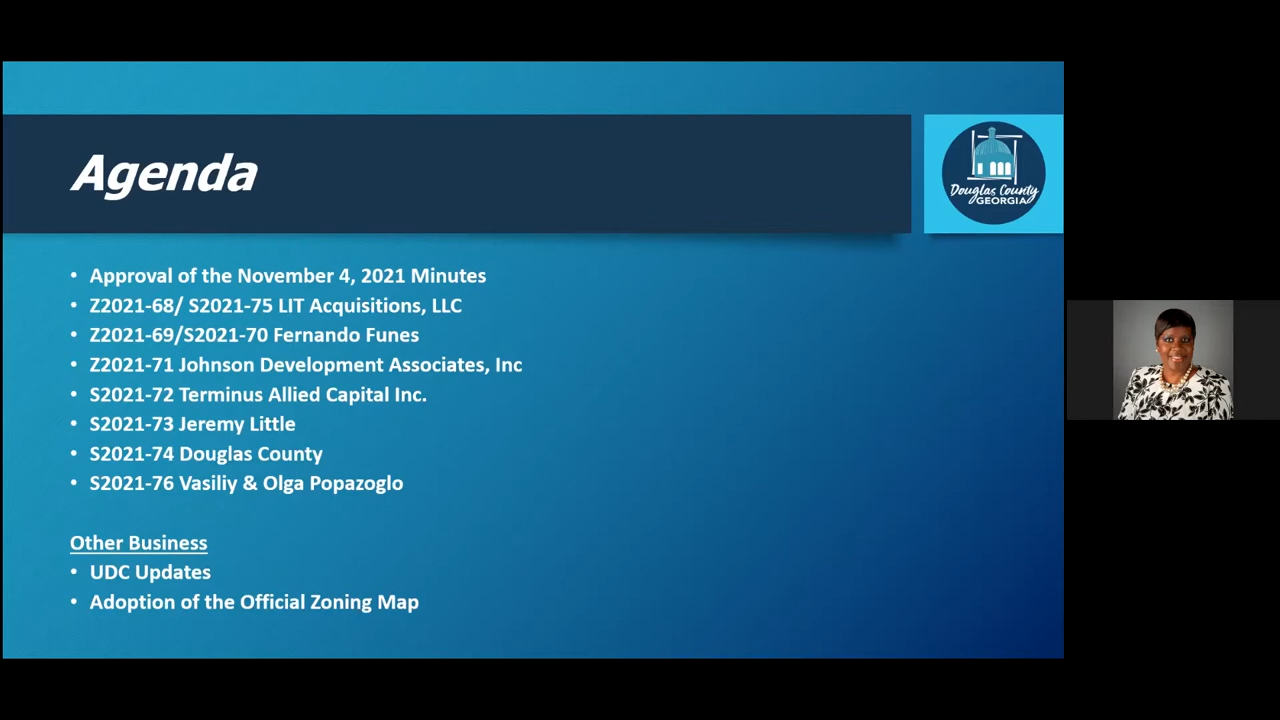 Agenda
Douglas County
GEORGIA
• Approval of the November 4, 2021 Minutes
• Z2021-68/ S2021-75 LIT Acquisitions, LLC
• Z2021-69/S2021-70 Fernando Funes
• Z2021-71 Johnson Development Associates, Inc
• S2021-72 Terminus Allied Capital Inc.
• S2021-73 Jeremy Little
• S2021-74 Douglas County
• S2021-76 Vasiliy & Olga Popazoglo
Other Business
• UDC Updates
• Adoption of the Official Zoning Map